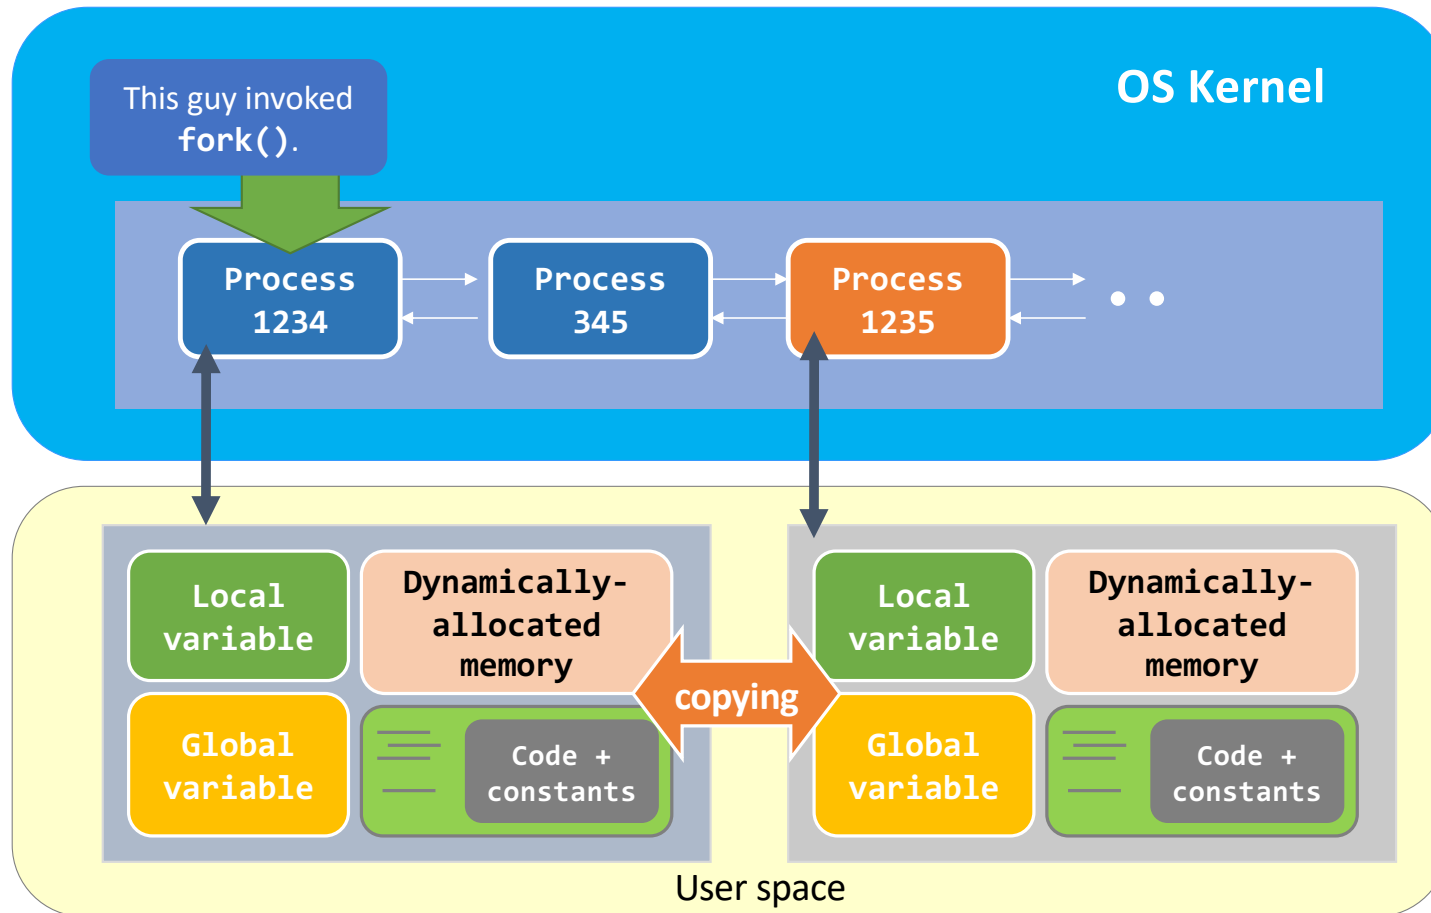 This guy invoked
fork().
OS Kernel
Process
1234
Process
345
Process
1235
Local
variable
Dynamically-
allocated
memory
Global
variable
Code +
constants
copying
Local
variable
Dynamically-
allocated
memory
Global
variable
Code +
constants
User space